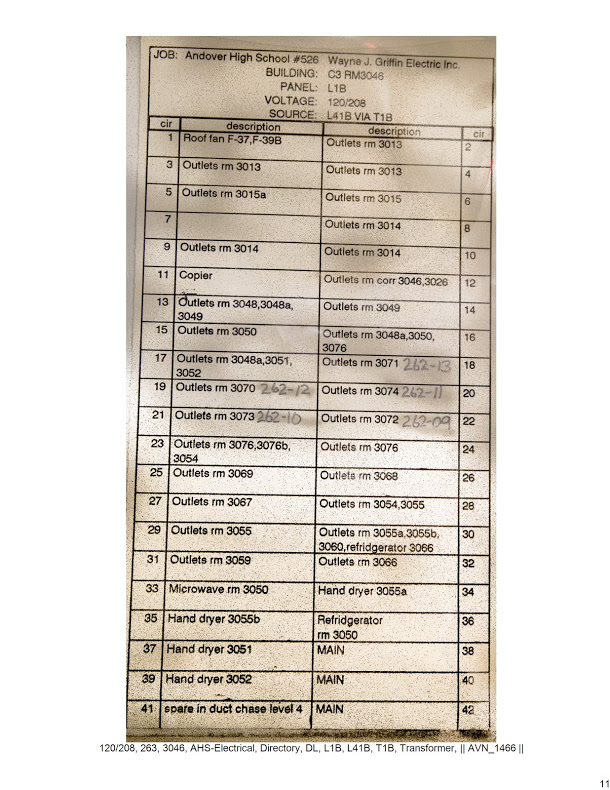 JOB: Andover High School #526 Wayne J. Griffin Electric Inc.
BUILDING: C3 RM3046
PANEL: L1B
VOLTAGE: 120/208
SOURCE: L41B VIA T1B
cir description description cir
1 Roof fan F-37,F-39B Outlets rm 3013 2
3 Outlets rm 3013 Outlets rm 3013 4
5 Outlets rm 3015a Outlets rm 3015 6
7 Outlets rm 3014 8
9 Outlets rm 3014 Outlets rm 3014 10
11 Copier Outlets rm corr 3046,3026 12
13 Outlets rm 3048,3048a, Outlets rm 3049 14
3049
15 Outlets rm 3050 Outlets rm 3048a,3050, 16
3076
17 Outlets rm 3048a,3051, Outlets rm 3071 262-13 18
3052
19 Outlets rm 3070 262-12 Outlets rm 3074 262-11 20
21 Outlets rm 3073 262-10 Outlets rm 3072 262-09 22
23 Outlets rm 3076,3076b, Outlets rm 3076 24
3054
25 Outlets rm 3069 Outlets rm 3068 26
27 Outlets rm 3067 Outlets rm 3054,3055 28
29 Outlets rm 3055 Outlets rm 3055a,3055b, 30
3060,refridgerator 3066
31 Outlets rm 3059 Outlets rm 3066 32
33 Microwave rm 3050 Hand dryer 3055a 34
35 Hand dryer 3055b Refridgerator 36
rm 3050
37 Hand dryer 3051 MAIN 38
39 Hand dryer 3052 MAIN 40
41 spare in duct chase level 4 MAIN 42
120/208, 263, 3046, AHS-Electrical, Directory, DL, L1B, L41B, T1B, Transformer, || AVN_1466 ||
11